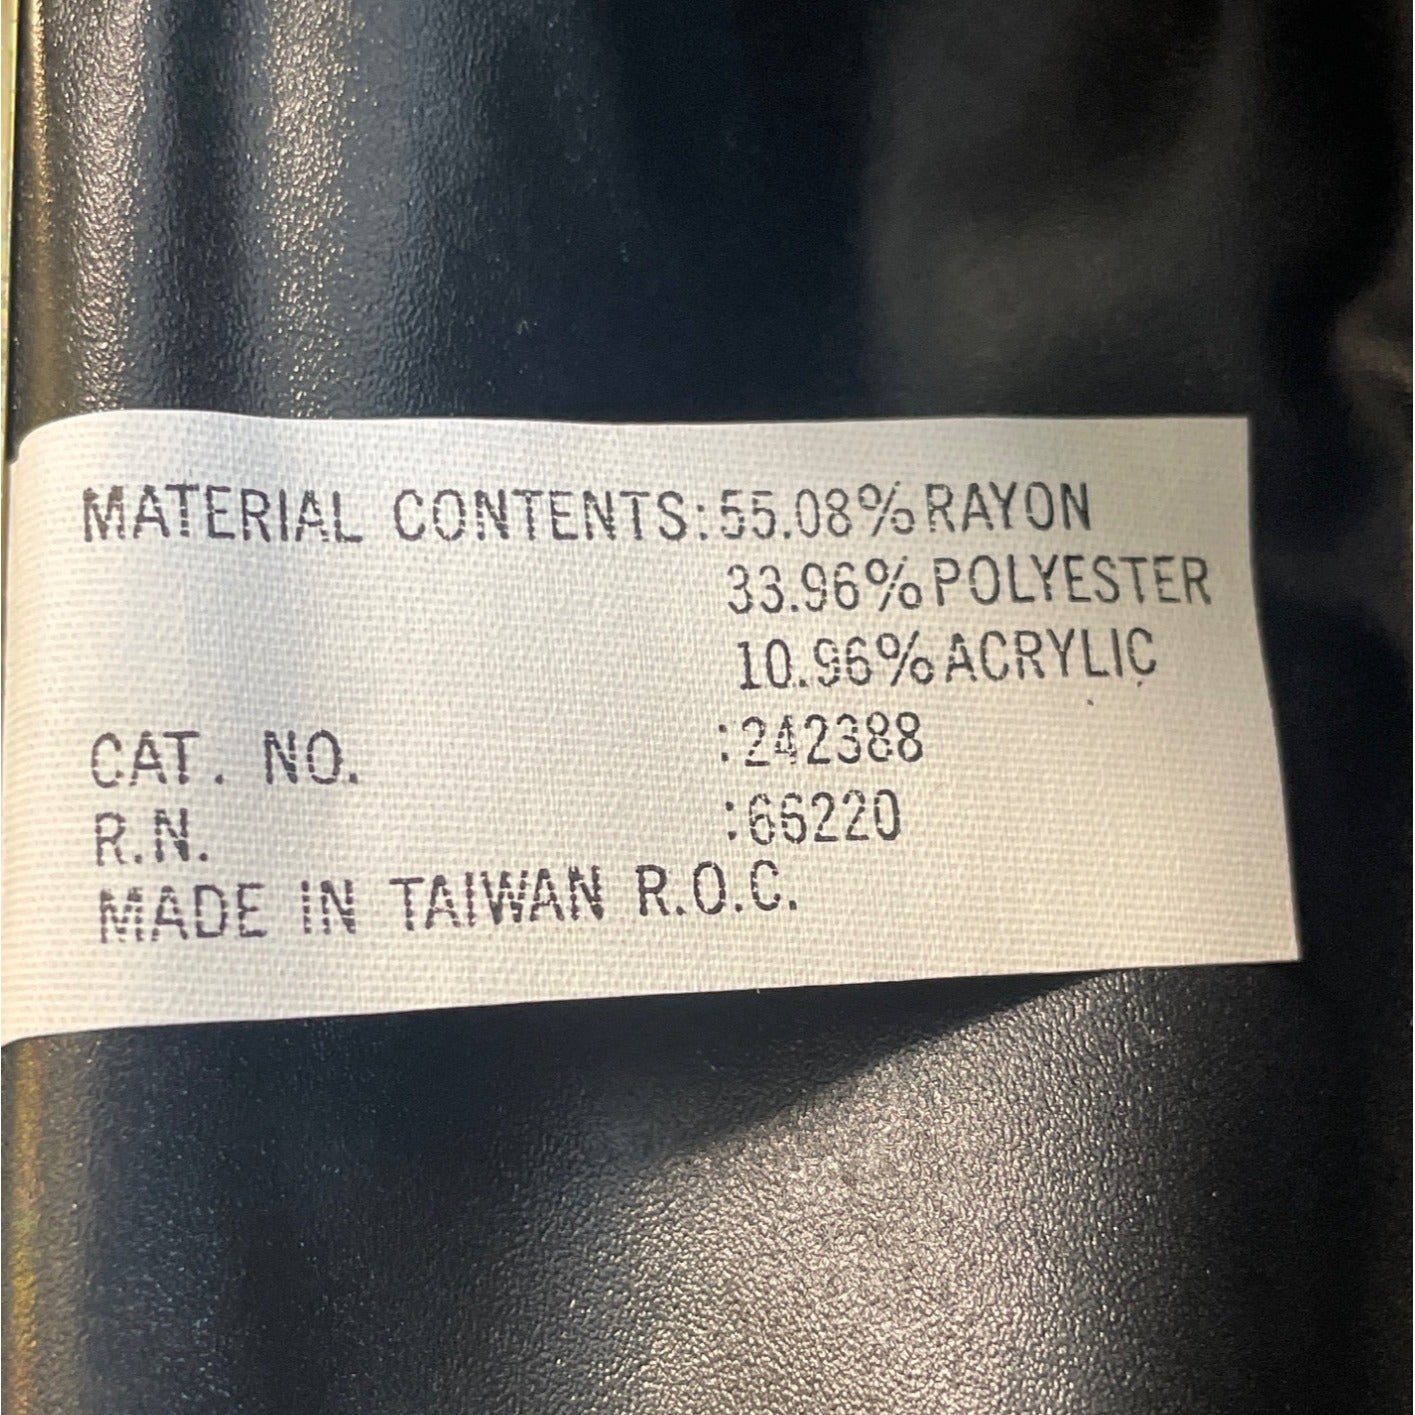 MATERIAL CONTENTS:55.08%RAYON
33.96%POLYESTER
10.96%ACRYLIC
CAT. NO. :242388
R.N. :66220
MADE IN TAIWAN R.O.C.